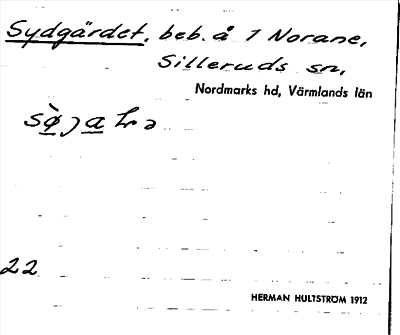 Sydgärdet, beb. å 1 Norane,
Silleruds sn,
Nordmarks hd, Värmlands län
22
HERMAN HULTSTRÖM 1912